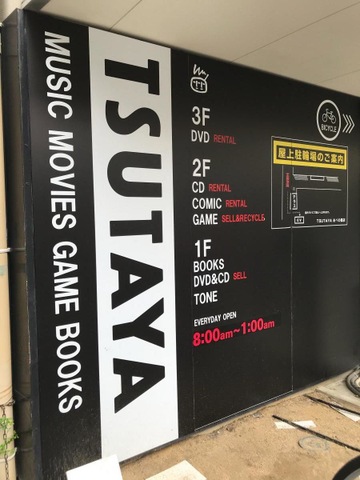 MUSIC MOVIES GAME BOOKS
TSUTAYA
3F
DVD RENTAL
2F
CD RENTAL
COMIC RENTAL
GAME SELL&RECYCLE
1F
BOOKS
DVD&CD SELL
TONE
EVERYDAY OPEN
8:00am~1:00am
BICYCLE
屋上駐輪場のご案内
TSUTAYA